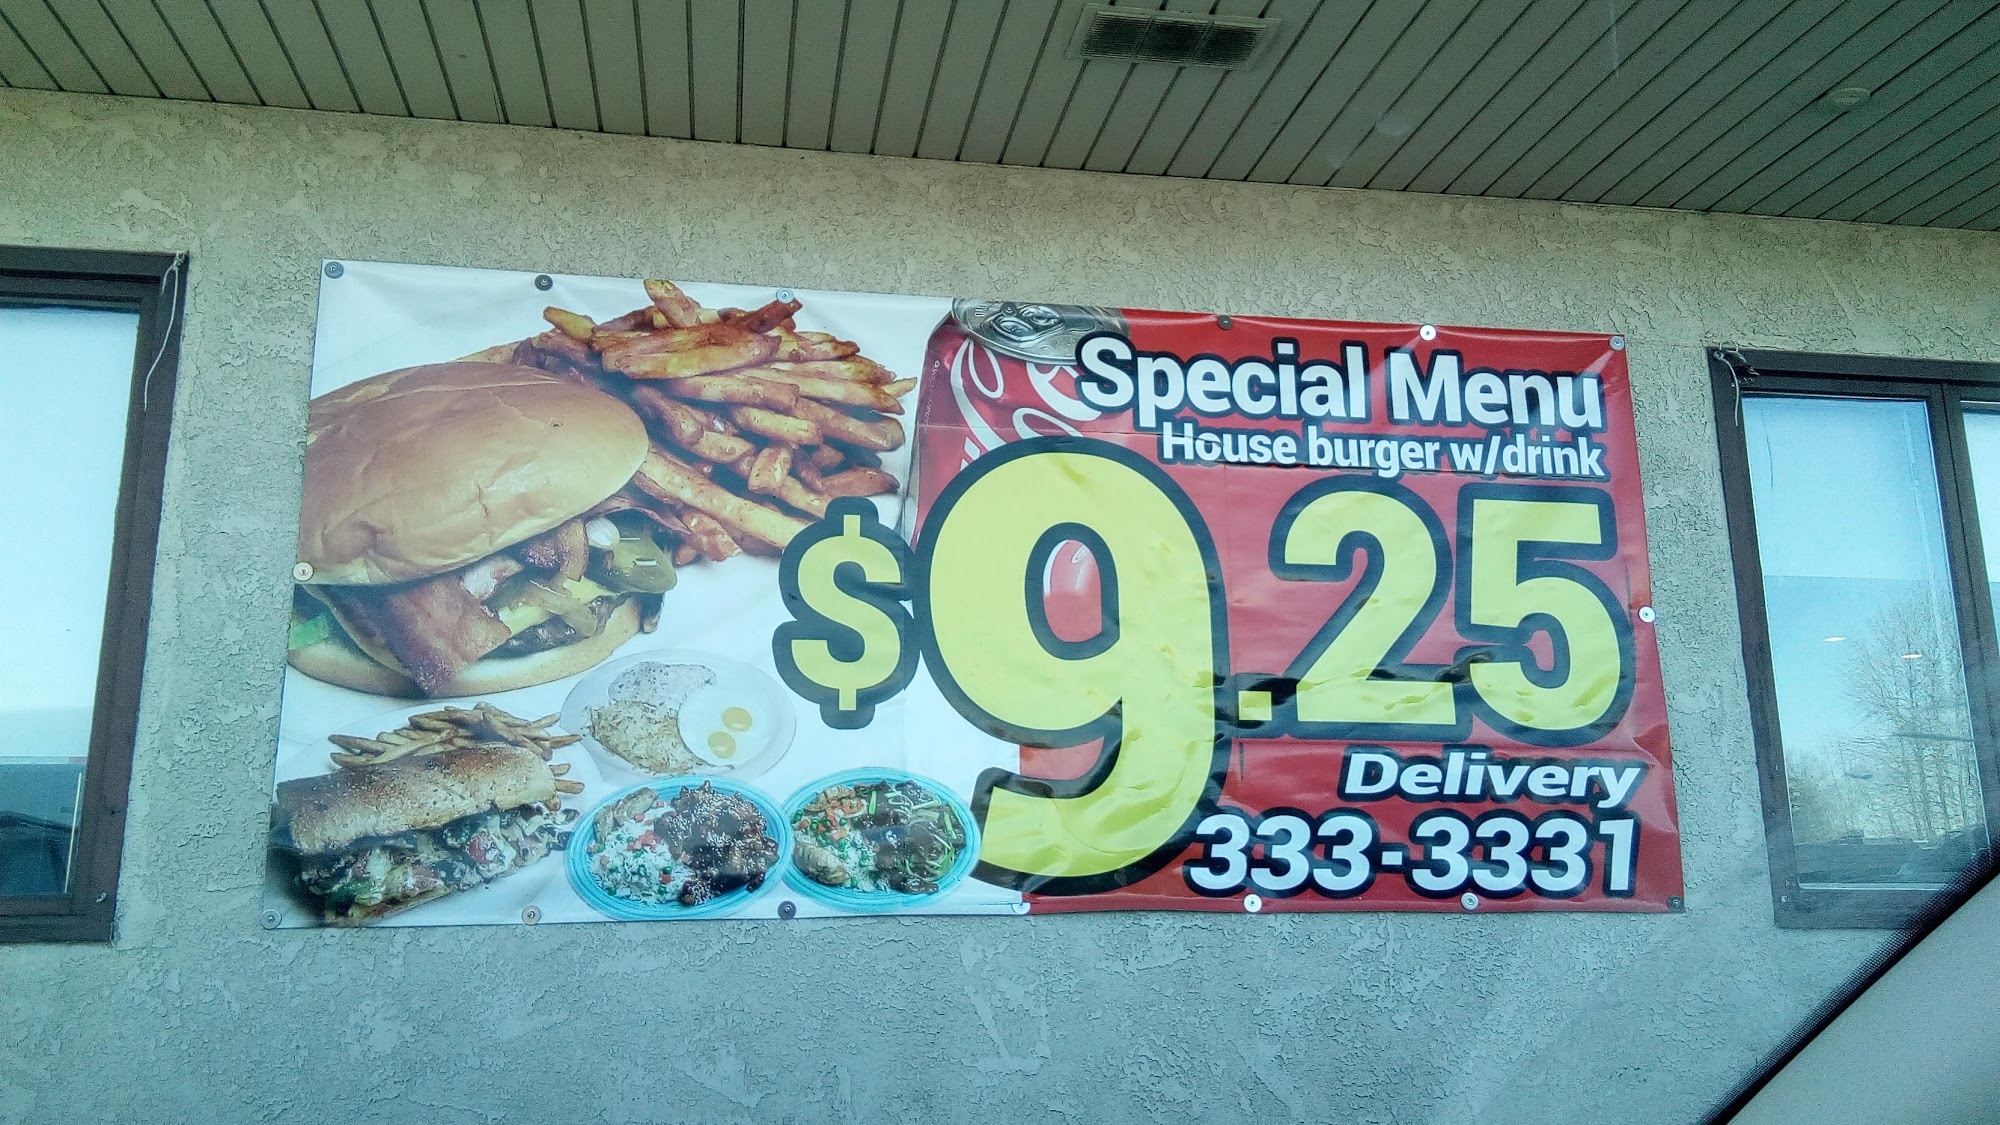 Special Menu
House burger w/drink
$9.25
Delivery
333-3331